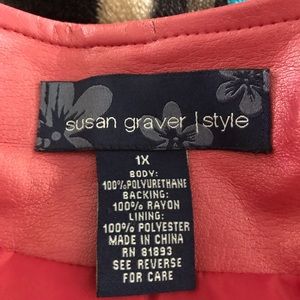 susan graver | style
1X
BODY:
100% POLYURETHANE
BACKING:
100% RAYON
LINING:
100% POLYESTER
MADE IN CHINA
RN 81893
SEE REVERSE
FOR CARE